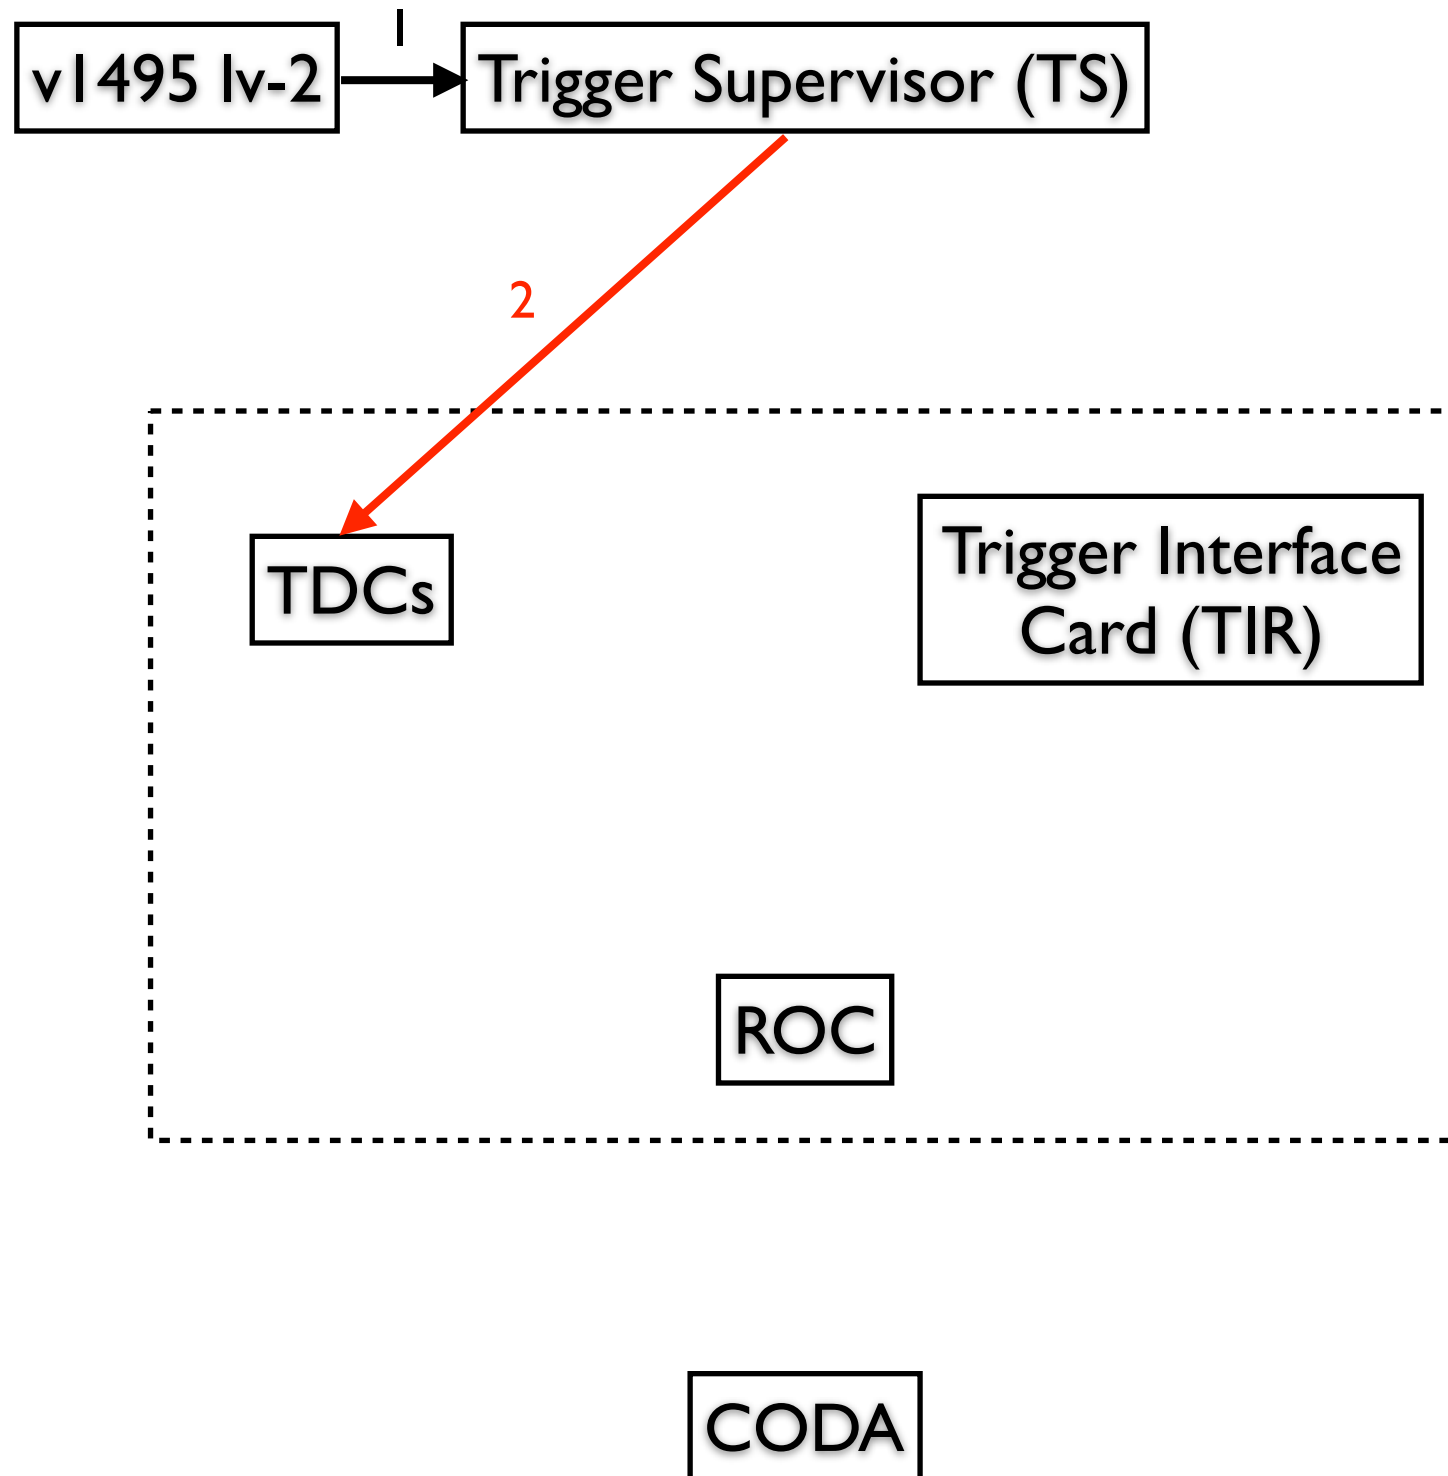 1
v1495 lv-2
Trigger Supervisor (TS)
2
TDCs
Trigger Interface
Card (TIR)
ROC
CODA